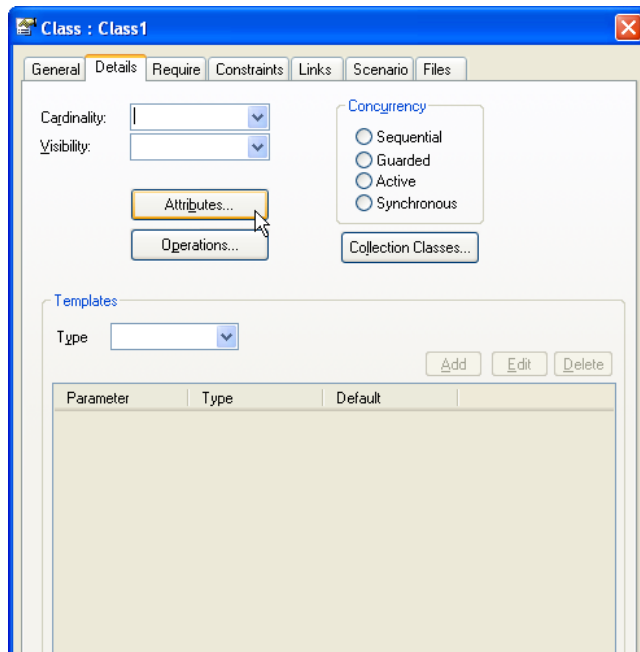 Class : Class1
General Details Require Constraints Links Scenario Files
Cardinality:
Visibility:
Concurrency
Sequential
Guarded
Active
Synchronous
Attributes...
Operations...
Collection Classes...
Templates
Type
Add Edit Delete
Parameter Type Default